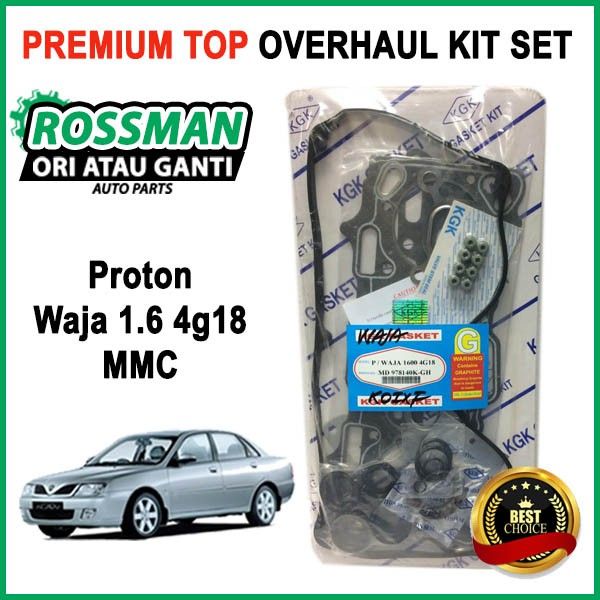 PREMIUM TOP OVERHAUL KIT SET
ROSSMAN
ORI ATAU GANTI
AUTO PARTS
Proton
Waja 1.6 4g18
MMC
KGK
GASKET KIT
KGK
WAJA
GASKET
P / WAJA 1600 4G18
MD 978140K-GH
G
WARNING
Contains
GRAPHITE
KGK
BEST
CHOICE